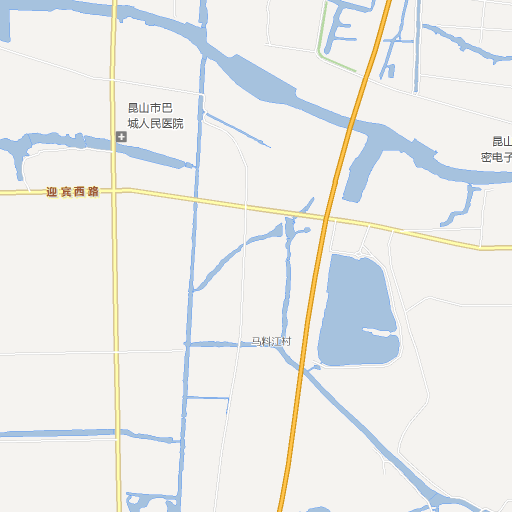 昆山市巴
城人民医院
昆山
密电子
迎宾西路
马料江村